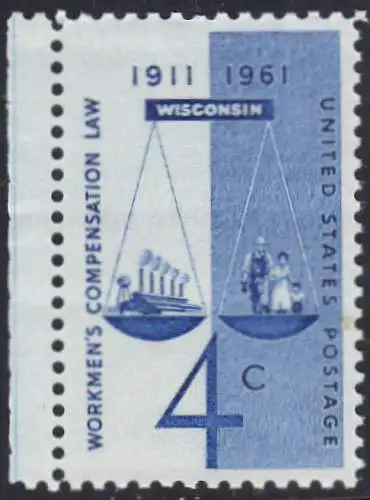 1911 1961
WISCONSIN
WORKMEN'S COMPENSATION LAW
UNITED STATES POSTAGE
4 C